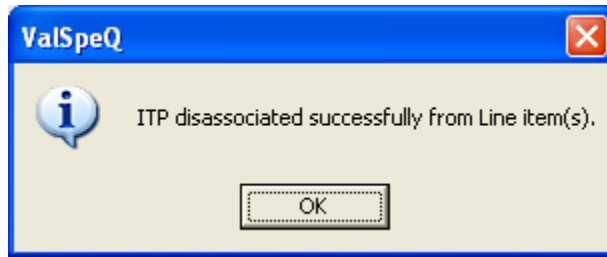 ValSpeQ
ITP disassociated successfully from Line item(s).
OK